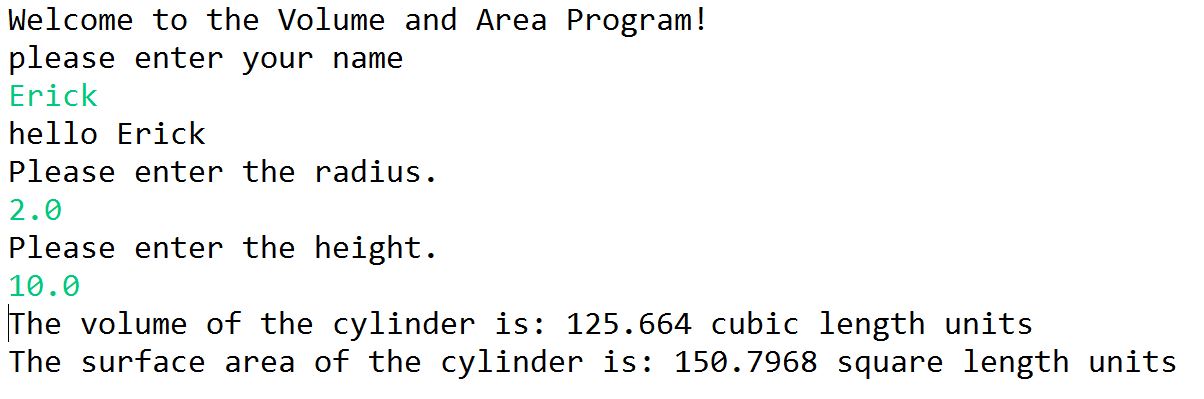 Welcome to the Volume and Area Program!
please enter your name
Erick
hello Erick
Please enter the radius.
2.0
Please enter the height.
10.0
The volume of the cylinder is: 125.664 cubic length units
The surface area of the cylinder is: 150.7968 square length units